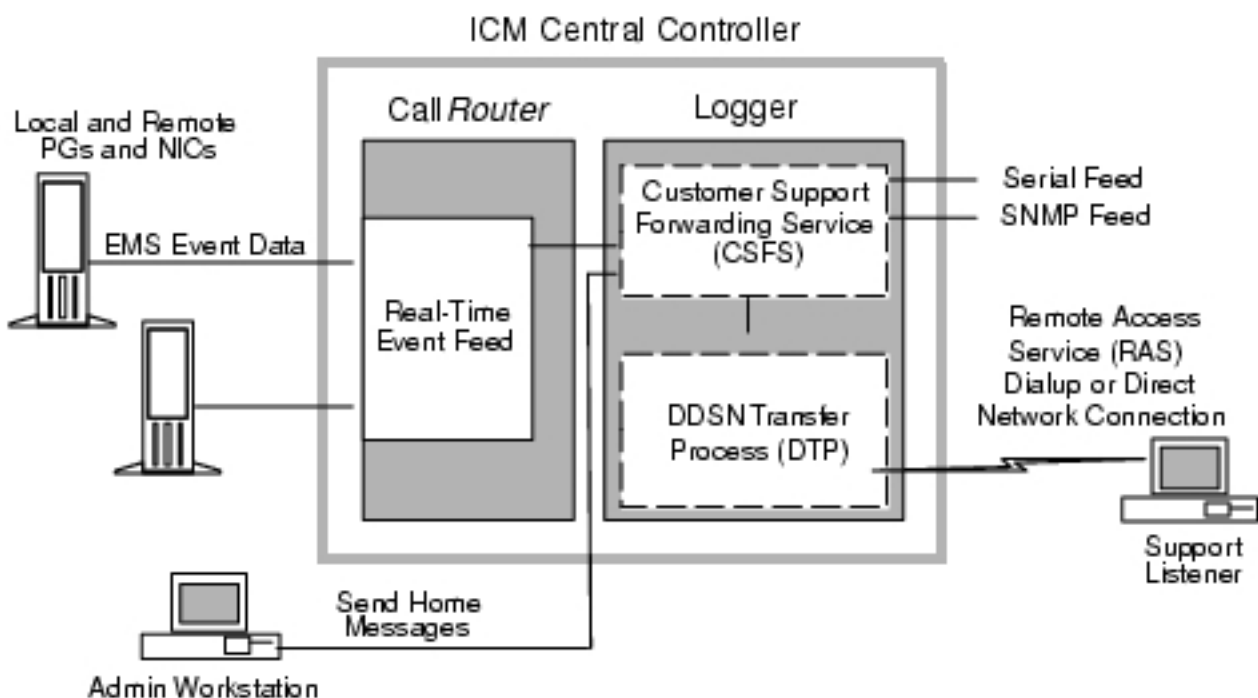 ICM Central Controller
CallRouter
Logger
Local and Remote
PGs and NICs
EMS Event Data
Real-Time
Event Feed
Customer Support
Forwarding Service
(CSFS)
Serial Feed
SNMP Feed
DDSN Transfer
Process (DTP)
Remote Access
Service (RAS)
Dialup or Direct
Network Connection
Support
Listener
Send Home
Messages
Admin Workstation